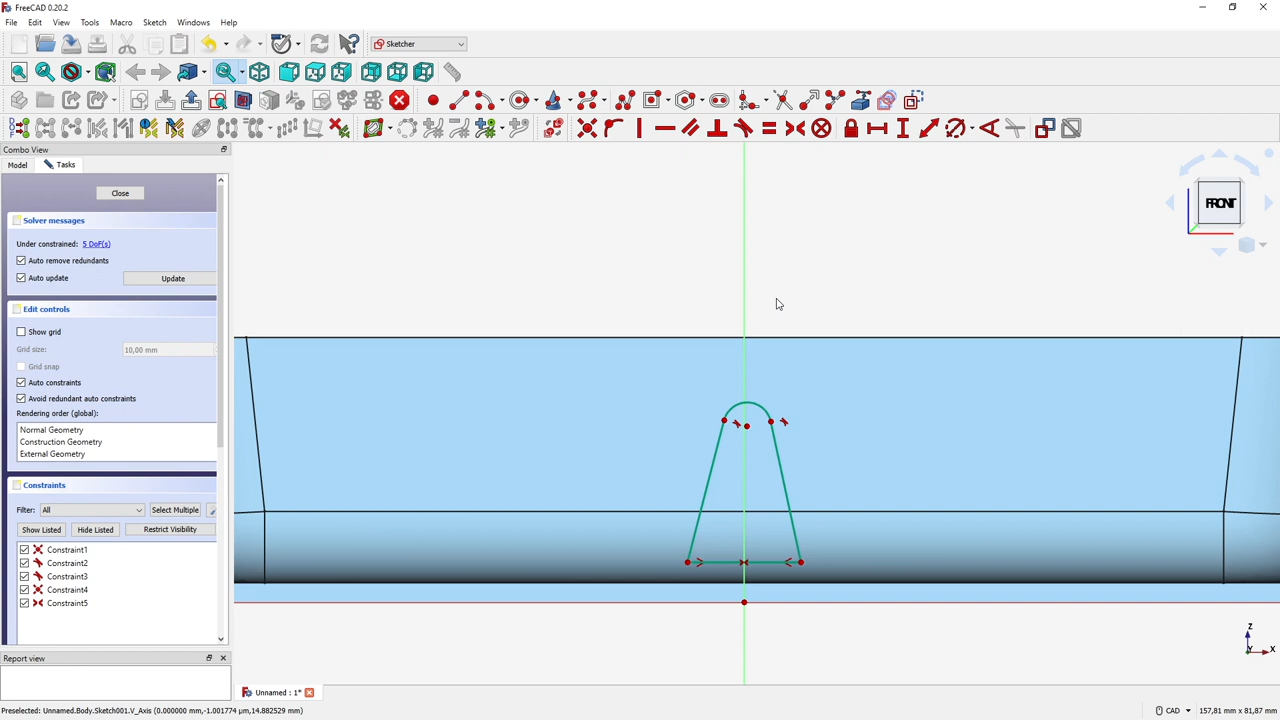 FreeCAD 0.20.2
File Edit View Tools Macro Sketch Windows Help
Sketcher
Combo View
Model Tasks
Close
Solver messages
Under constrained: 5 DoF(s)
Auto remove redundants
Auto update Update
Edit controls
Show grid
Grid size: 10,00 mm
Grid snap
Auto constraints
Avoid redundant auto constraints
Rendering order (global):
Normal Geometry
Construction Geometry
External Geometry
Constraints
Filter: All Select Multiple
Show Listed Hide Listed Restrict Visibility
Constraint1
Constraint2
Constraint3
Constraint4
Constraint5
Report view
FRONT
Z
Y X
Unnamed : 1*
Preselected: Unnamed.Body.Sketch001.V_Axis (0.000000 mm,-1.001774 µm,14.882529 mm) CAD 157,81 mm x 81,87 mm